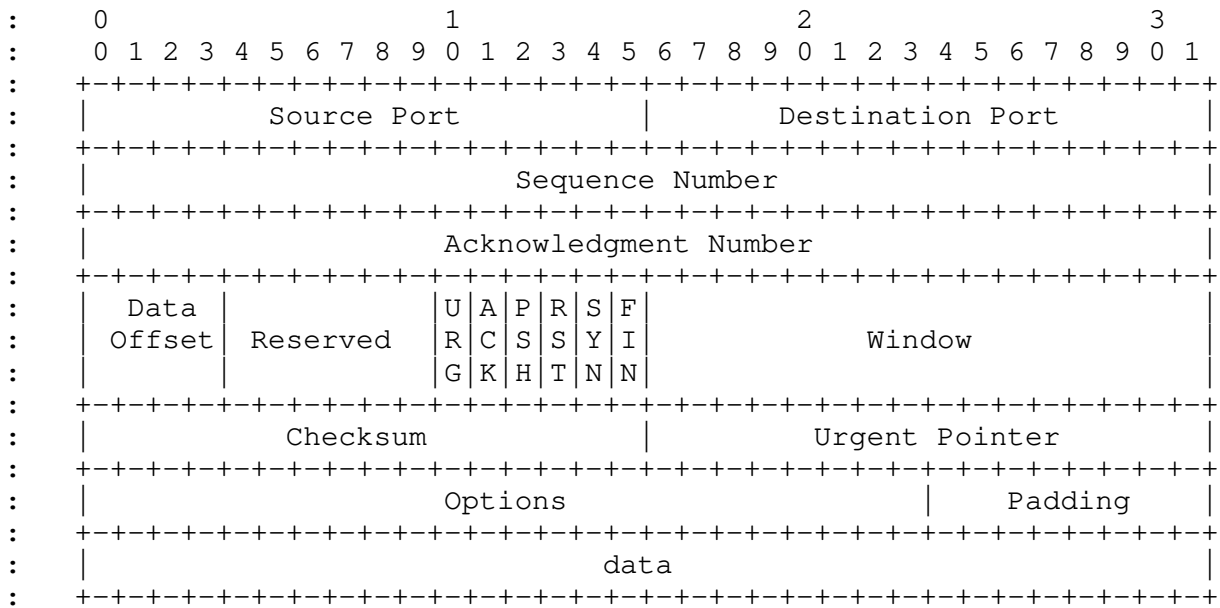 :    0                   1                   2                   3
:    0 1 2 3 4 5 6 7 8 9 0 1 2 3 4 5 6 7 8 9 0 1 2 3 4 5 6 7 8 9 0 1
:   +-+-+-+-+-+-+-+-+-+-+-+-+-+-+-+-+-+-+-+-+-+-+-+-+-+-+-+-+-+-+-+-+
:   |          Source Port          |       Destination Port        |
:   +-+-+-+-+-+-+-+-+-+-+-+-+-+-+-+-+-+-+-+-+-+-+-+-+-+-+-+-+-+-+-+-+
:   |                        Sequence Number                        |
:   +-+-+-+-+-+-+-+-+-+-+-+-+-+-+-+-+-+-+-+-+-+-+-+-+-+-+-+-+-+-+-+-+
:   |                    Acknowledgment Number                      |
:   +-+-+-+-+-+-+-+-+-+-+-+-+-+-+-+-+-+-+-+-+-+-+-+-+-+-+-+-+-+-+-+-+
:   |  Data |           |U|A|P|R|S|F|                               |
:   | Offset| Reserved  |R|C|S|S|Y|I|            Window             |
:   |       |           |G|K|H|T|N|N|                               |
:   +-+-+-+-+-+-+-+-+-+-+-+-+-+-+-+-+-+-+-+-+-+-+-+-+-+-+-+-+-+-+-+-+
:   |           Checksum            |         Urgent Pointer        |
:   +-+-+-+-+-+-+-+-+-+-+-+-+-+-+-+-+-+-+-+-+-+-+-+-+-+-+-+-+-+-+-+-+
:   |                    Options                    |    Padding    |
:   +-+-+-+-+-+-+-+-+-+-+-+-+-+-+-+-+-+-+-+-+-+-+-+-+-+-+-+-+-+-+-+-+
:   |                             data                              |
:   +-+-+-+-+-+-+-+-+-+-+-+-+-+-+-+-+-+-+-+-+-+-+-+-+-+-+-+-+-+-+-+-+